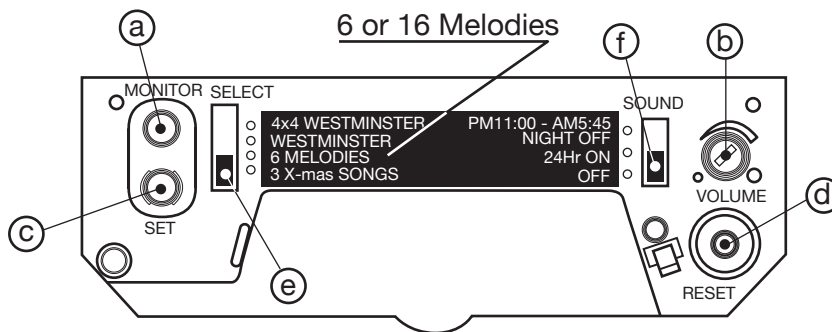 6 or 16 Melodies
a
f
b
MONITOR
SELECT
SOUND
4x4 WESTMINSTER PM11:00 - AM5:45
WESTMINSTER NIGHT OFF
6 MELODIES 24Hr ON
3 X-mas SONGS OFF
VOLUME
c
SET
d
e
RESET